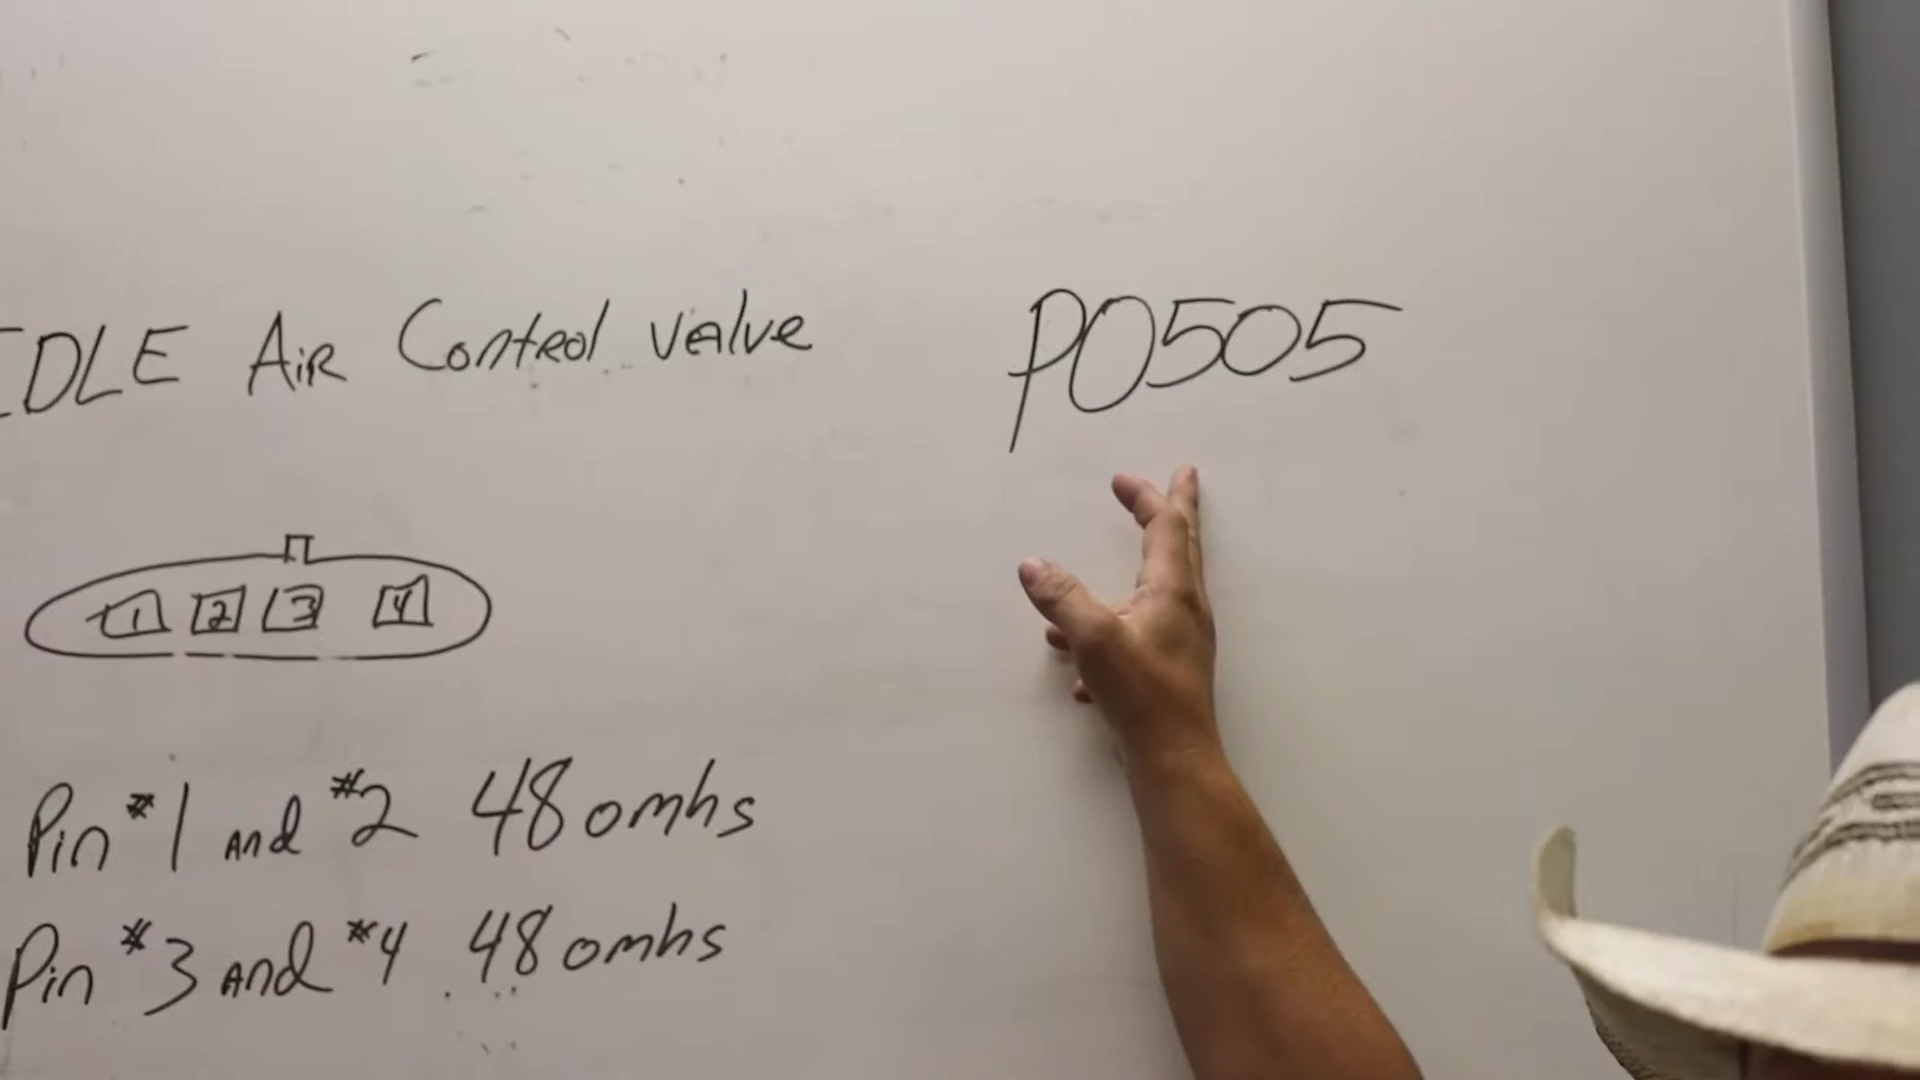 IDLE AiR Control valve
P0505
1 2 3 4
Pin #1 and #2 48 omhs
Pin #3 and #4 48 omhs